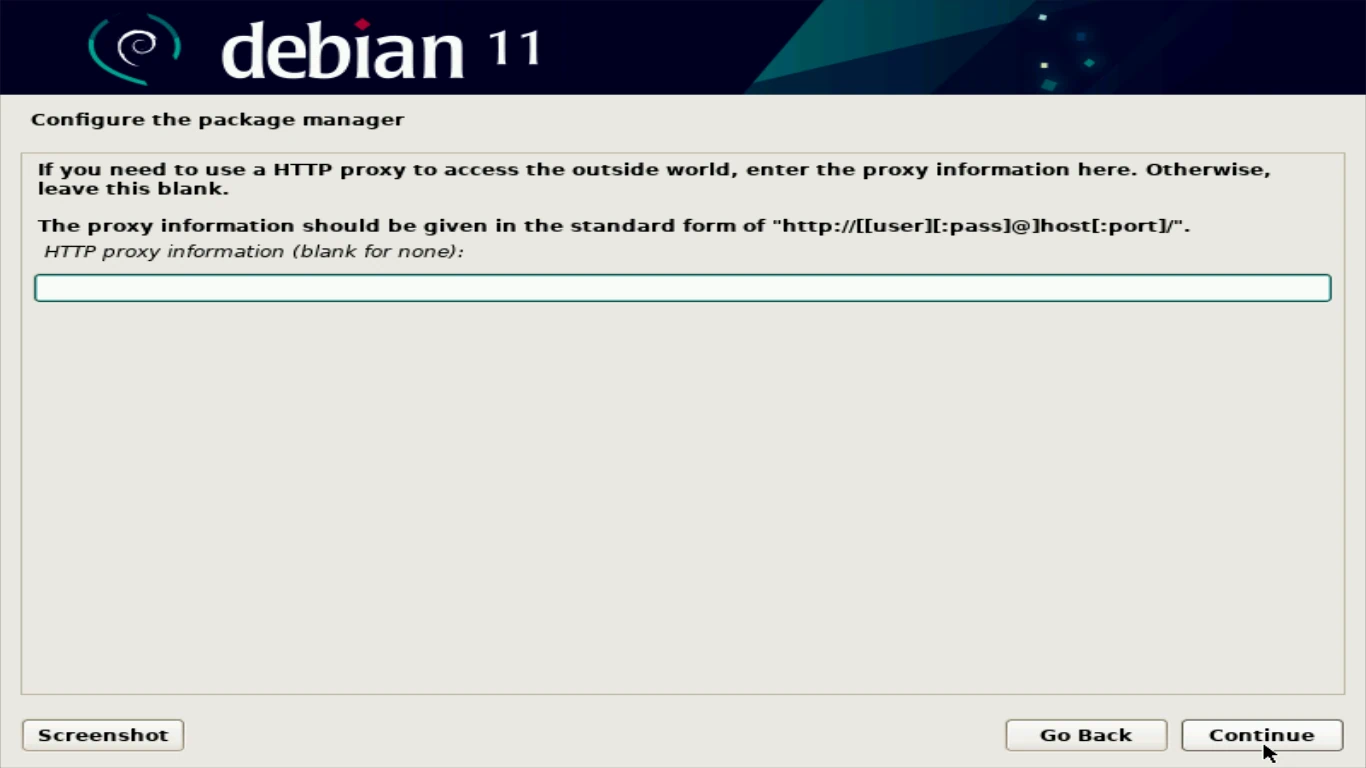 debian 11
Configure the package manager
If you need to use a HTTP proxy to access the outside world, enter the proxy information here. Otherwise,
leave this blank.
The proxy information should be given in the standard form of "http://[[user][:pass]@]host[:port]/".
HTTP proxy information (blank for none):
Screenshot
Go Back
Continue